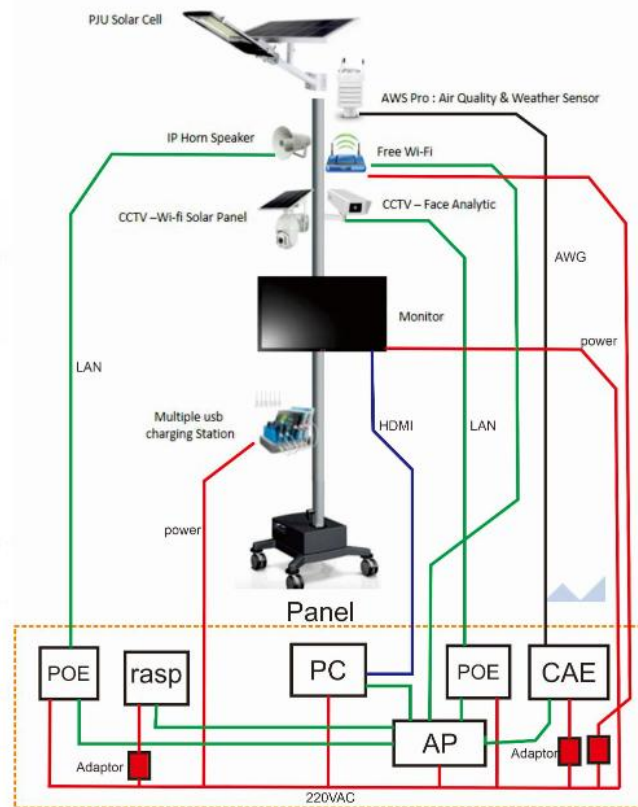 PJU Solar Cell
AWS Pro : Air Quality & Weather Sensor
IP Horn Speaker
Free Wi-Fi
CCTV –Wi-fi Solar Panel
CCTV – Face Analytic
AWG
Monitor
power
LAN
Multiple usb
charging Station
HDMI
LAN
power
Panel
POE
rasp
PC
POE
CAE
AP
Adaptor
Adaptor
220VAC